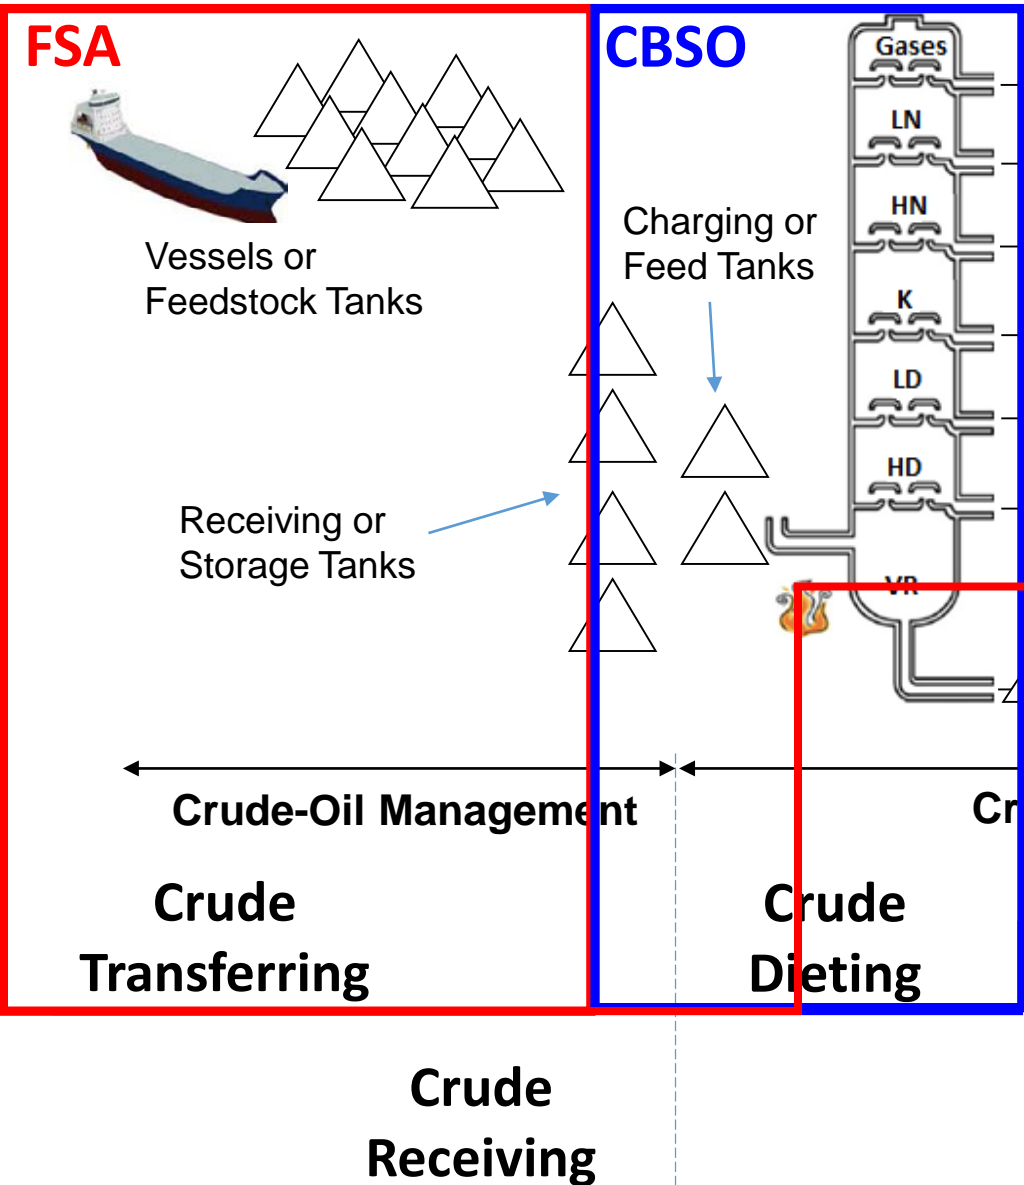 FSA
CBSO
Gases
LN
HN
K
LD
HD
VR
Vessels or
Feedstock Tanks
Charging or
Feed Tanks
Receiving or
Storage Tanks
Crude-Oil Management
Cr
Crude
Transferring
Crude
Dieting
Crude
Receiving